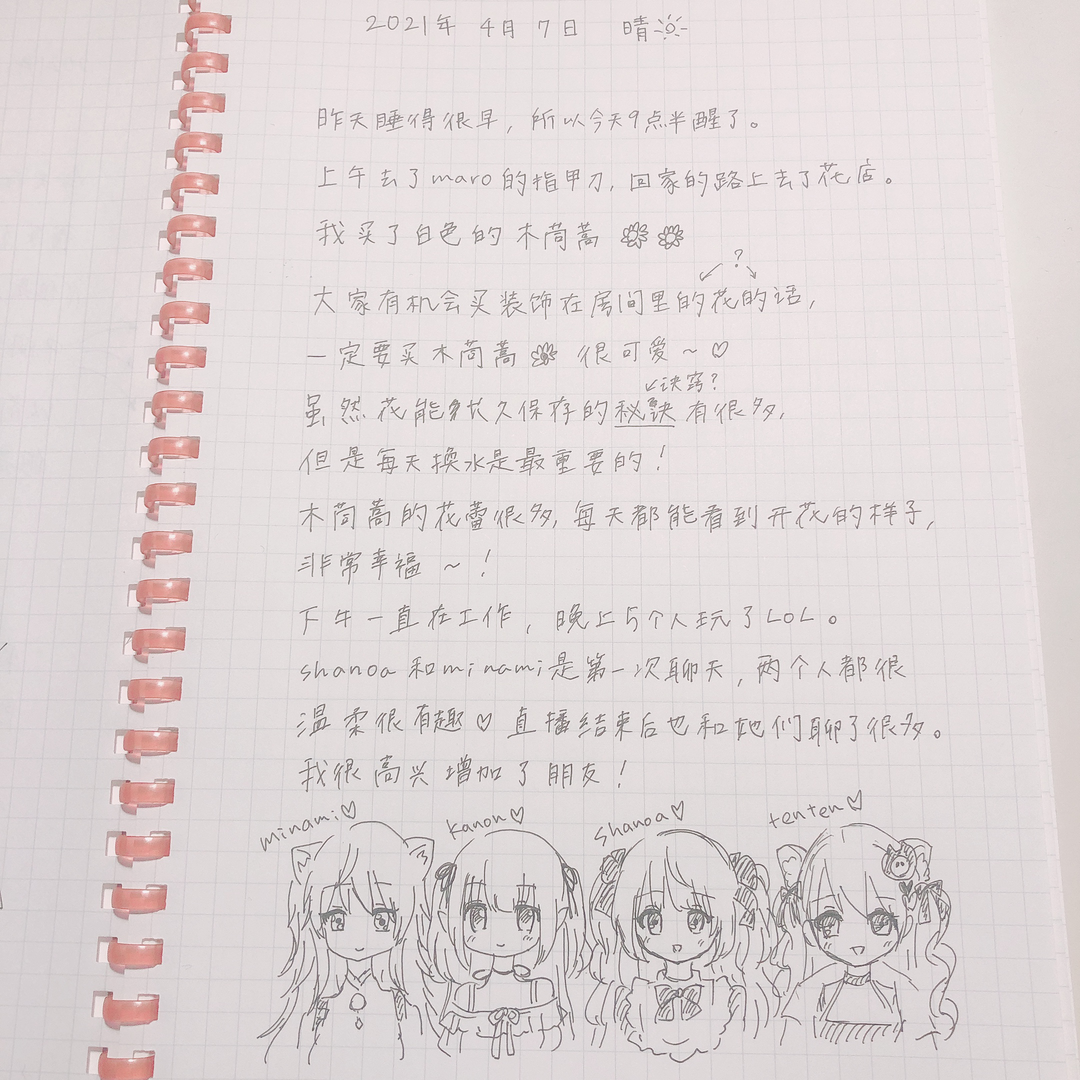 2021年 4月 7日 晴
昨天睡得很早，所以今天9点半醒了。
上午去了maro的指甲刀，回家的路上去了花店。
我买了白色的木茼蒿
?
大家有机会买装饰在房间里的花的话，
一定要买木茼蒿 很可爱～♡
↙诀窍?
虽然花能长久保存的秘诀有很多，
但是每天换水是最重要的！
木茼蒿的花蕾很多，每天都能看到开花的样子，
非常幸福～！
下午一直在工作，晚上5个人玩了LOL。
shanoa和minami是第一次聊天，两个人都很
温柔很有趣♡直播结束后也和她们聊了很多。
我很高兴增加了朋友！
minami♡ kanon♡ shanoa♡ tenten♡